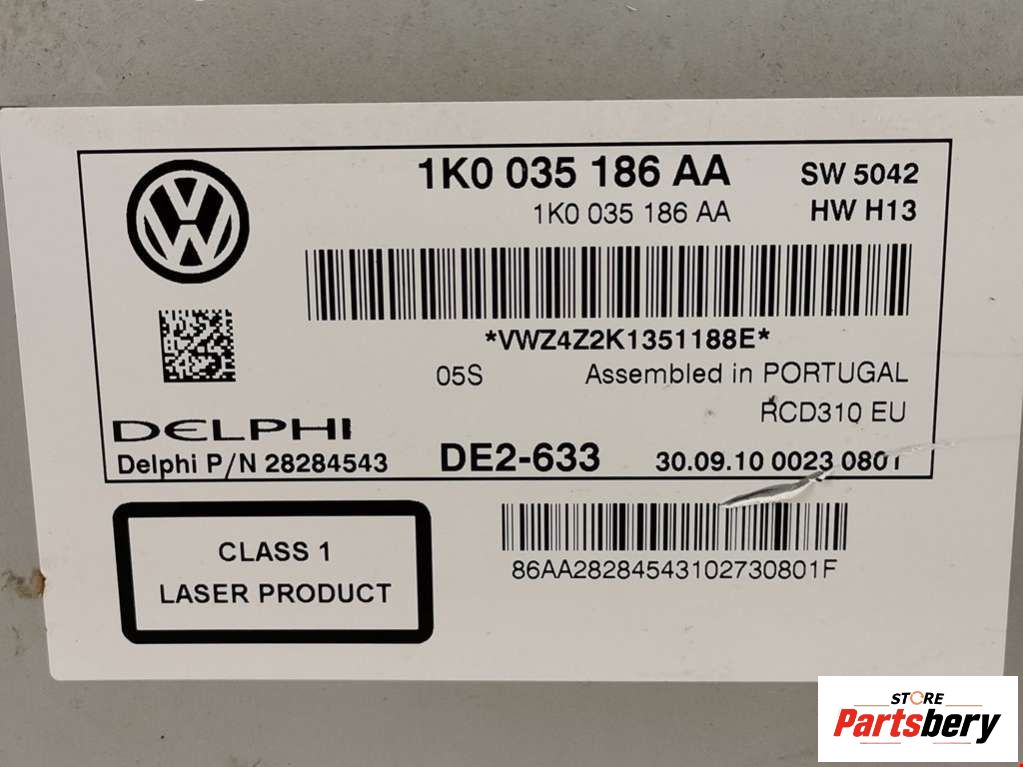 1K0 035 186 AA
SW 5042
1K0 035 186 AA
HW H13
*VWZ4Z2K1351188E*
05S
Assembled in PORTUGAL
RCD310 EU
DELPHI
Delphi P/N 28284543
DE2-633
30.09.10 0023 0801
CLASS 1
LASER PRODUCT
86AA28284543102730801F
STORE
Partsbery